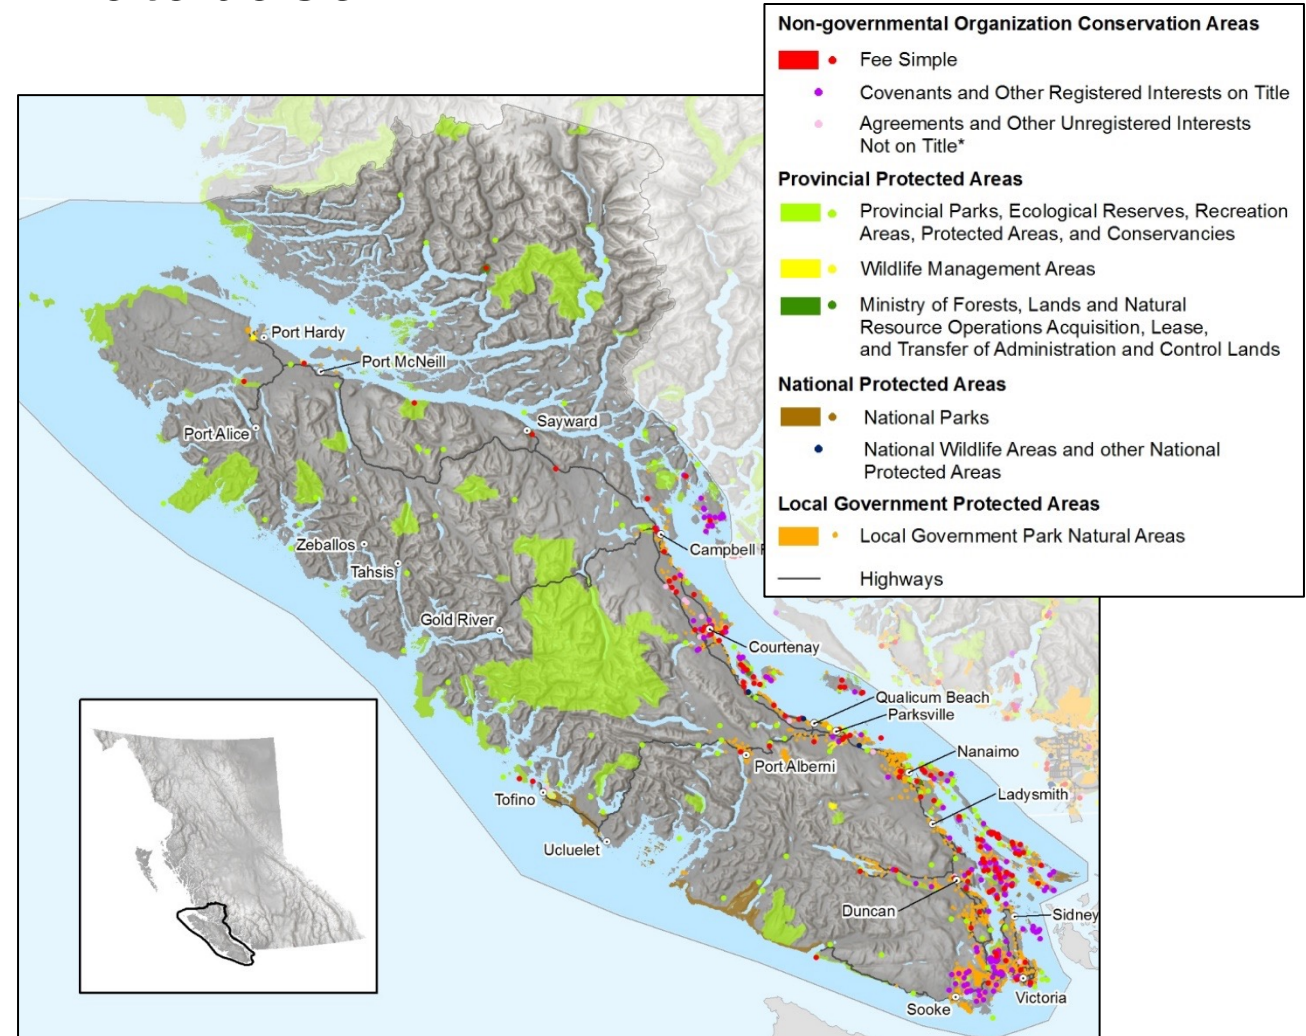 Non-governmental Organization Conservation Areas
Fee Simple
Covenants and Other Registered Interests on Title
Agreements and Other Unregistered Interests
Not on Title*
Provincial Protected Areas
Provincial Parks, Ecological Reserves, Recreation
Areas, Protected Areas, and Conservancies
Wildlife Management Areas
Ministry of Forests, Lands and Natural
Resource Operations Acquisition, Lease,
and Transfer of Administration and Control Lands
National Protected Areas
National Parks
National Wildlife Areas and other National
Protected Areas
Local Government Protected Areas
Local Government Park Natural Areas
Highways
Port Hardy
Port McNeill
Port Alice
Sayward
Zeballos
Campbell
Tahsis
Gold River
Courtenay
Qualicum Beach
Parksville
Nanaimo
Port Alberni
Ladysmith
Tofino
Ucluelet
Duncan
Sidney
Sooke
Victoria